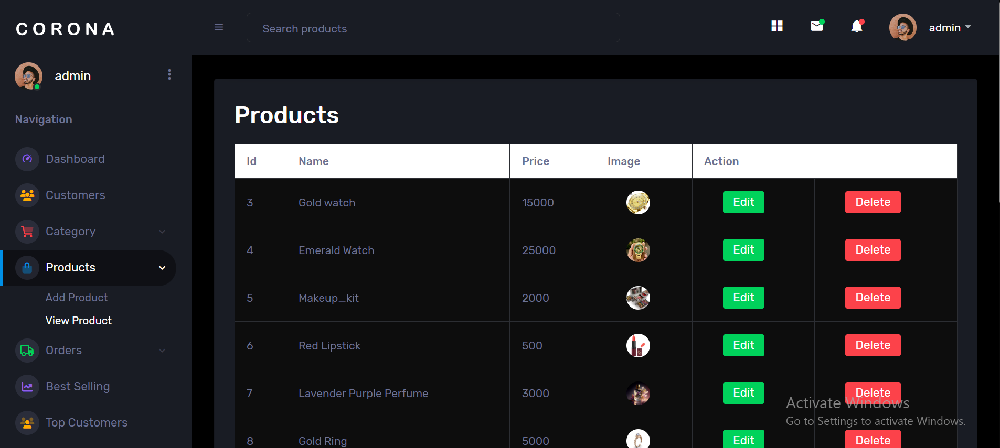 CORONA
Search products
admin
admin
Navigation
Dashboard
Customers
Category
Products
Add Product
View Product
Orders
Best Selling
Top Customers
Products
Id Name Price Image Action
3 Gold watch 15000 Edit Delete
4 Emerald Watch 25000 Edit Delete
5 Makeup_kit 2000 Edit Delete
6 Red Lipstick 500 Edit Delete
7 Lavender Purple Perfume 3000 Edit Delete
8 Gold Ring 5000 Edit Delete
Activate Windows
Go to Settings to activate Windows.